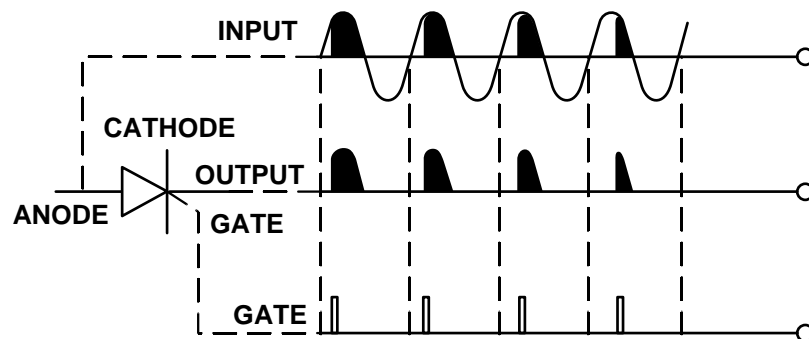 INPUT
CATHODE
OUTPUT
ANODE
GATE
GATE